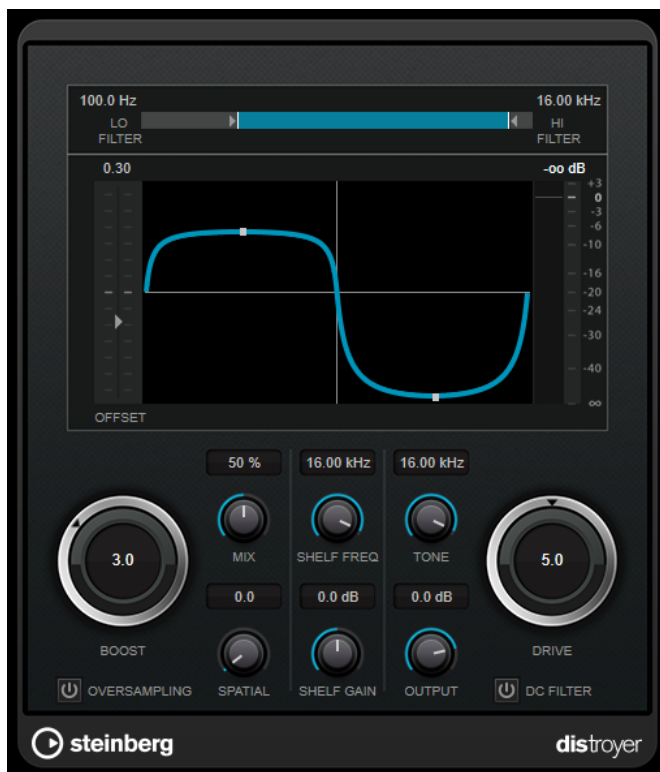 100.0 Hz 16.00 kHz
LO FILTER HI FILTER
0.30 -oo dB
+3
0
-3
-6
-10
-16
-20
-24
-30
-40
∞
OFFSET
50 % 16.00 kHz 16.00 kHz
MIX SHELF FREQ TONE
3.0 5.0
0.0 0.0 dB 0.0 dB
BOOST DRIVE
OVERSAMPLING SPATIAL SHELF GAIN OUTPUT DC FILTER
steinberg distroyer